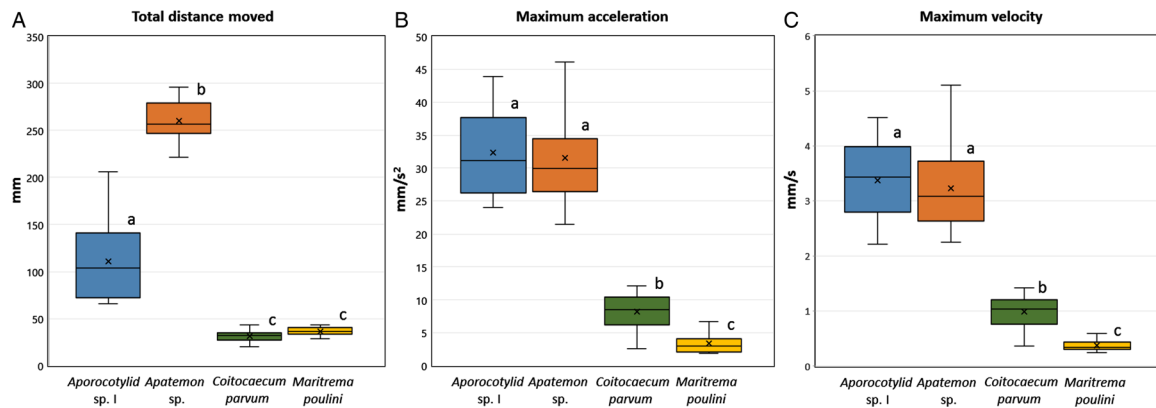 A Total distance moved
350
300
250
200
150
100
50
0
mm
a
b
c
c
Aporocotylid sp. I
Apatemon sp.
Coitocaecum parvum
Maritrema poulini
B Maximum acceleration
50
45
40
35
30
25
20
15
10
5
0
mm/s²
a
a
b
c
Aporocotylid sp. I
Apatemon sp.
Coitocaecum parvum
Maritrema poulini
C Maximum velocity
6
5
4
3
2
1
0
mm/s
a
a
b
c
Aporocotylid sp. I
Apatemon sp.
Coitocaecum parvum
Maritrema poulini